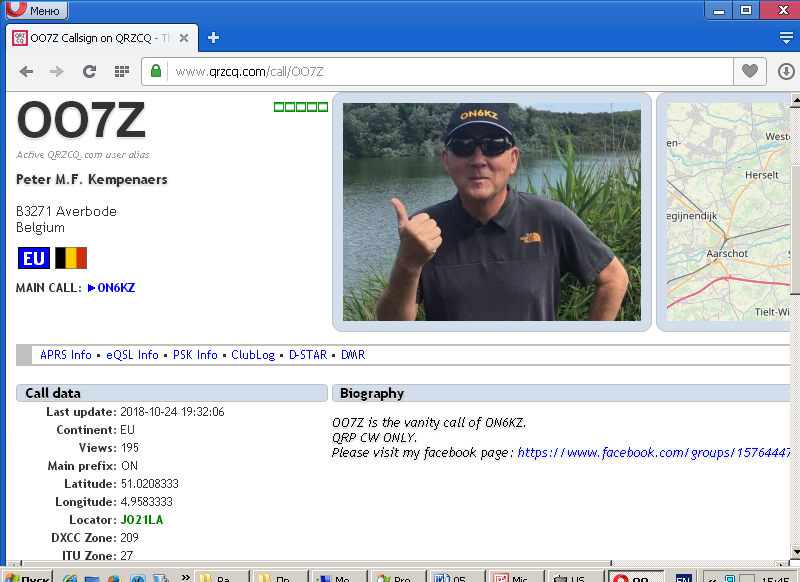 Меню
OO7Z Callsign on QRZCQ - Th
www.qrzcq.com/call/OO7Z
OO7Z
Active QRZCQ.com user alias
Peter M.F. Kempenaers
B3271 Averbode
Belgium
EU
MAIN CALL: ►ON6KZ
ON6KZ
Herselt
Aarschot
Tielt-Wi
APRS Info • eQSL Info • PSK Info • ClubLog • D-STAR • DMR
Call data
Last update: 2018-10-24 19:32:06
Continent: EU
Views: 195
Main prefix: ON
Latitude: 51.0208333
Longitude: 4.9583333
Locator: JO21LA
DXCC Zone: 209
ITU Zone: 27
Biography
OO7Z is the vanity call of ON6KZ.
QRP CW ONLY.
Please visit my facebook page: https://www.facebook.com/groups/15764447
Пуск
EN